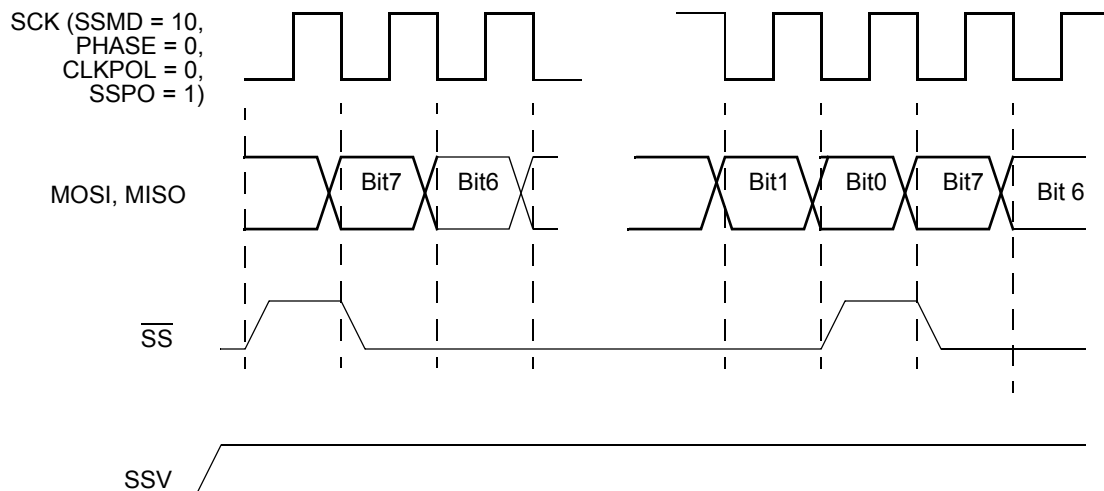 SCK (SSMD = 10,
PHASE = 0,
CLKPOL = 0,
SSPO = 1)
MOSI, MISO
Bit7
Bit6
Bit1
Bit0
Bit7
Bit 6
SS
SSV